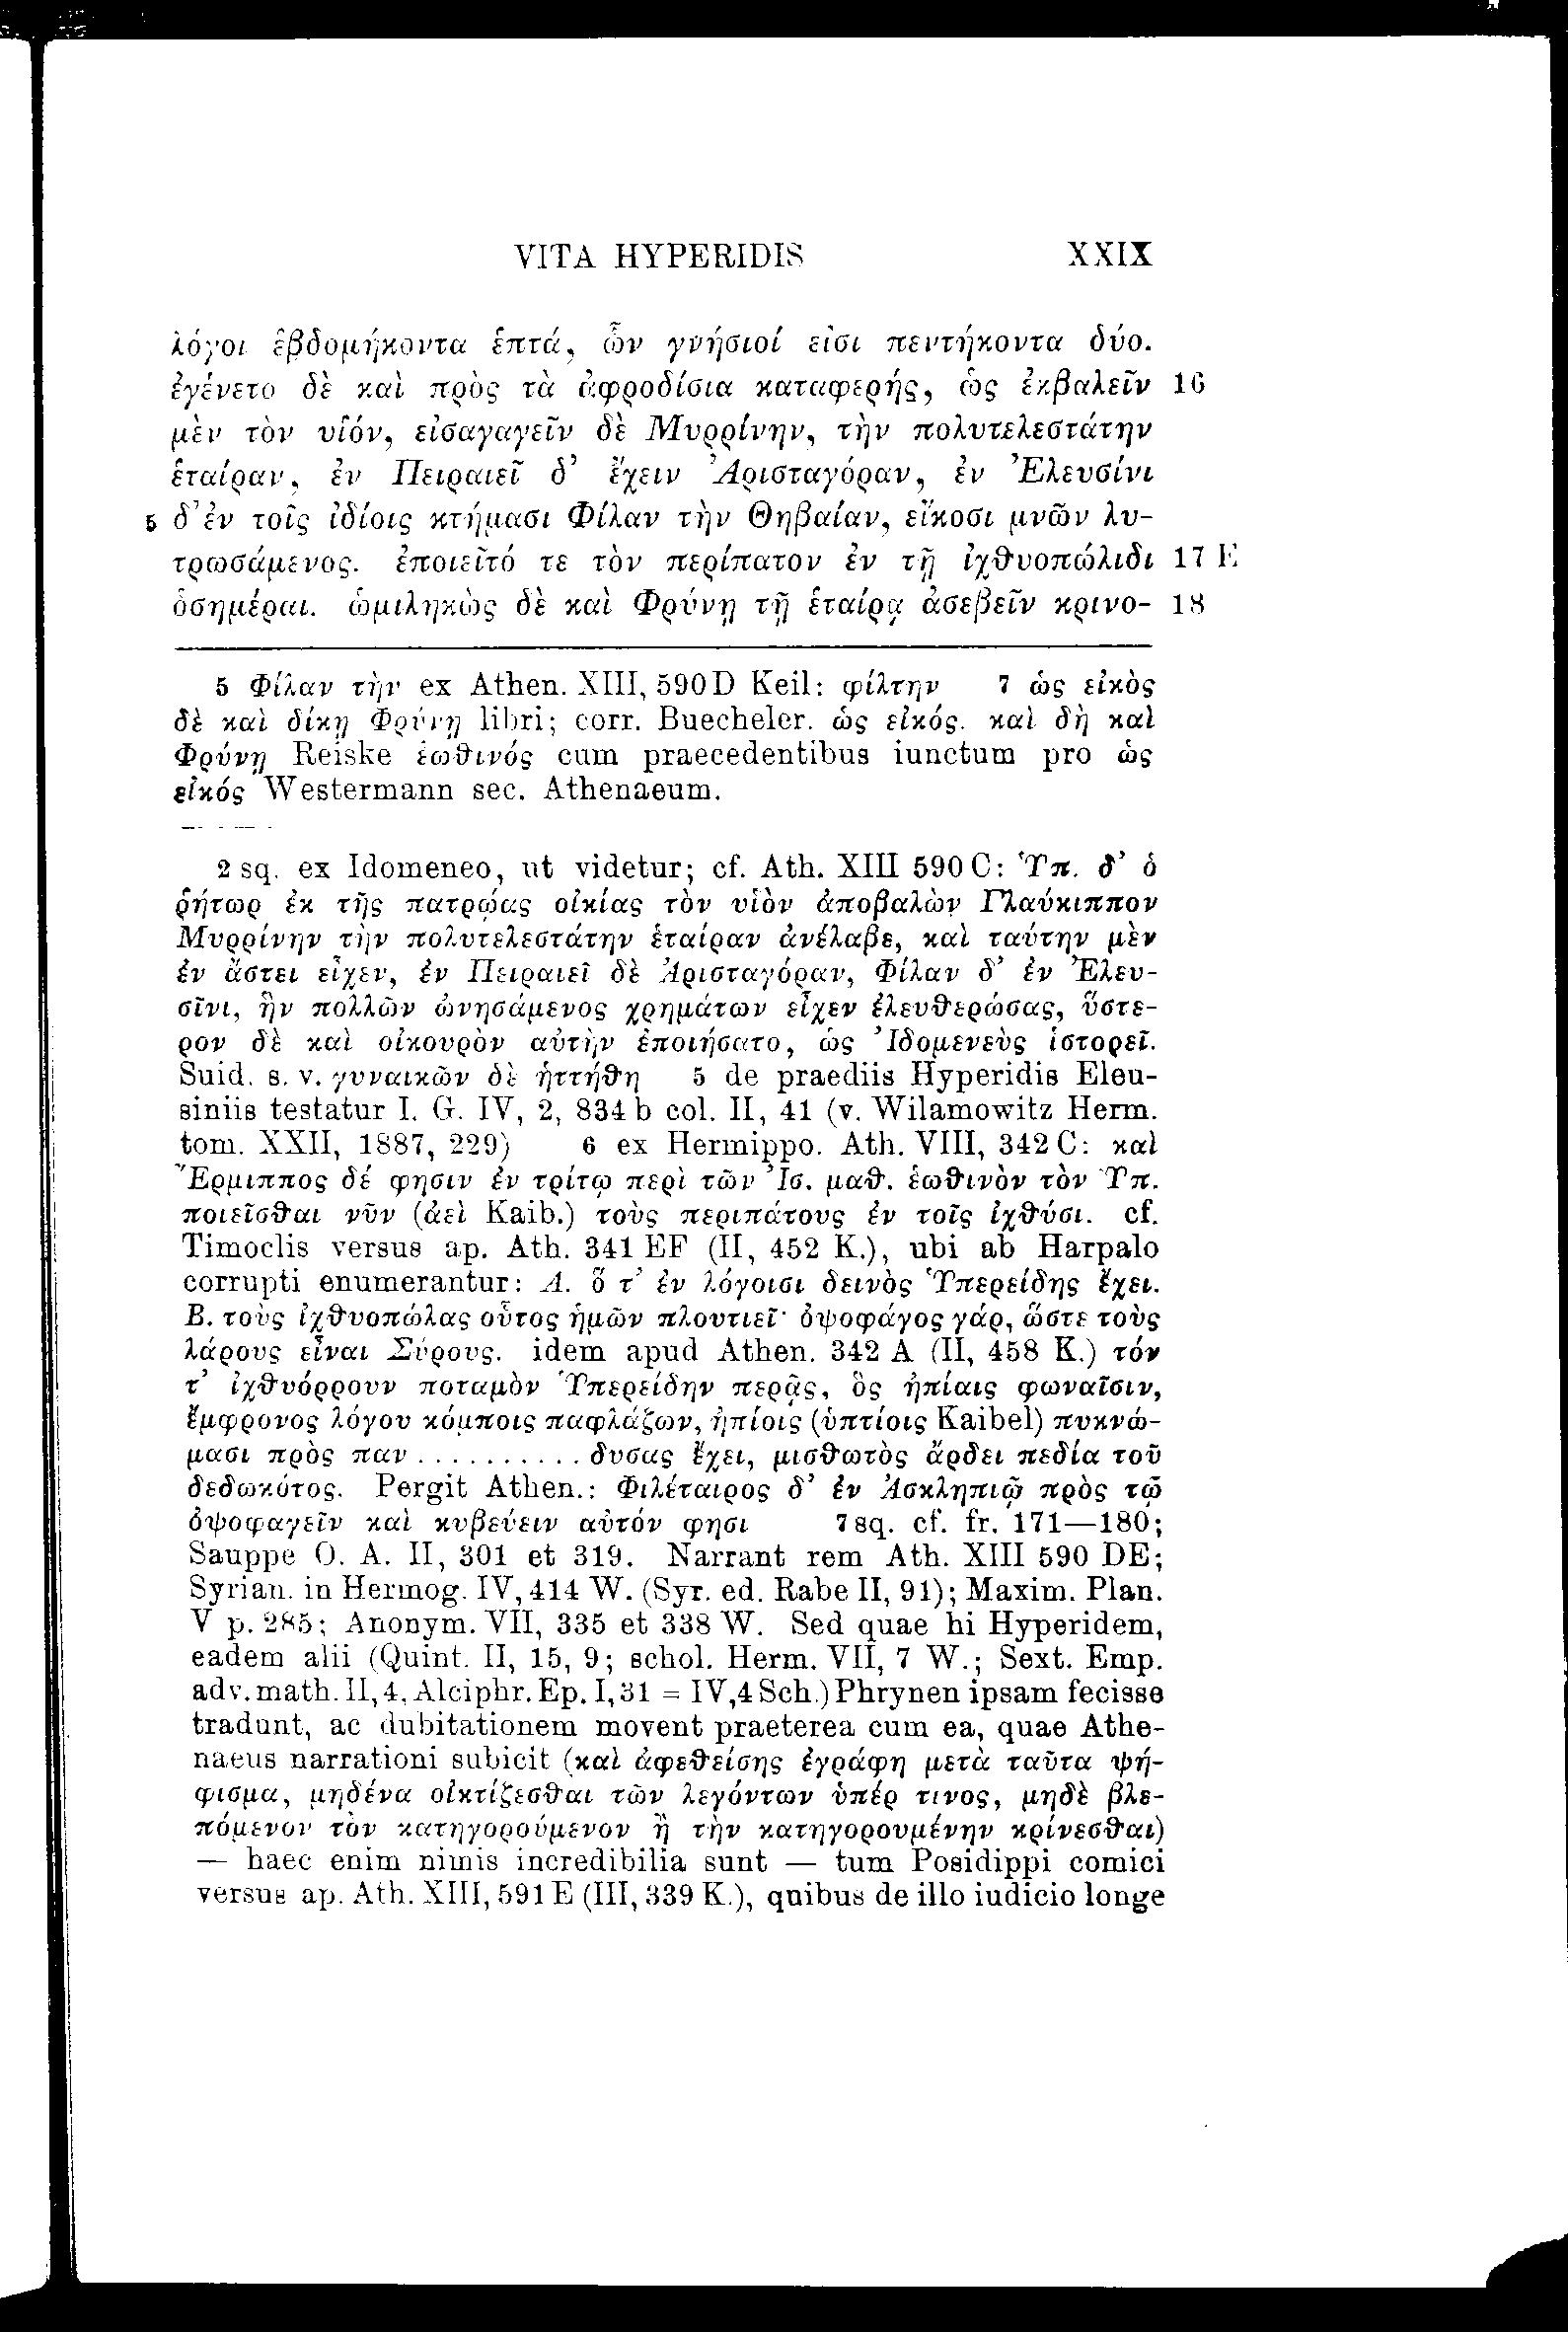 VITA HYPERIDIS XXIX
λόγοι ἑβδομήκοντα ἑπτά, ὧν γνήσιοί εἰσι πεντήκοντα δύο.
ἐγένετο δὲ καὶ πρὸς τὰ ἀφροδίσια καταφερής, ὡς ἐκβαλεῖν 16
μὲν τὸν υἱόν, εἰσαγαγεῖν δὲ Μυρρίνην, τὴν πολυτελεστάτην
ἑταίραν, ἐν Πειραιεῖ δ’ ἔχειν Ἀρισταγόραν, ἐν Ἐλευσίνι
5 δ’ ἐν τοῖς ἰδίοις κτήμασι Φίλαν τὴν Θηβαίαν, εἴκοσι μνῶν λυ-
τρωσάμενος. ἐποιεῖτό τε τὸν περίπατον ἐν τῇ ἰχθυοπώλιδι 17 E
ὁσημέραι. ὡμιληκὼς δὲ καὶ Φρύνῃ τῇ ἑταίρᾳ ἀσεβεῖν κρινο- 18
5 Φίλαν τὴν ex Athen. XIII, 590D Keil: φίλτην 7 ὡς εἰκὸς
δὲ καὶ δίκῃ Φρύνῃ libri; corr. Buecheler. ὡς εἰκός. καὶ δὴ καὶ
Φρύνῃ Reiske ἑωθινός cum praecedentibus iunctum pro ὡς
εἰκός Westermann sec. Athenaeum.
2 sq. ex Idomeneo, ut videtur; cf. Ath. XIII 590 C: Ὑπ. δ’ ὁ
ῥήτωρ ἐκ τῆς πατρῴας οἰκίας τὸν υἱὸν ἀποβαλὼν Γλαύκιππον
Μυρρίνην τὴν πολυτελεστάτην ἑταίραν ἀνέλαβε, καὶ ταύτην μὲν
ἐν ἄστει εἶχεν, ἐν Πειραιεῖ δὲ Ἀρισταγόραν, Φίλαν δ’ ἐν Ἐλευ-
σῖνι, ἣν πολλῶν ὠνησάμενος χρημάτων εἶχεν ἐλευθερώσας, ὕστε-
ρον δὲ καὶ οἰκουρὸν αὐτὴν ἐποιήσατο, ὡς Ἰδομενεὺς ἱστορεῖ.
Suid. s. v. γυναικῶν δὲ ἡττήθη 5 de praediis Hyperidis Eleu-
siniis testatur I. G. IV, 2, 834 b col. II, 41 (v. Wilamowitz Herm.
tom. XXII, 1887, 229) 6 ex Hermippo. Ath. VIII, 342 C: καὶ
Ἕρμιππος δέ φησιν ἐν τρίτῳ περὶ τῶν Ἰσ. μαθ. ἑωθινὸν τὸν Ὑπ.
ποιεῖσθαι νῦν (ἀεὶ Kaib.) τοὺς περιπάτους ἐν τοῖς ἰχθύσι. cf.
Timoclis versus ap. Ath. 341 EF (II, 452 K.), ubi ab Harpalo
corrupti enumerantur: Α. ὅ τ’ ἐν λόγοισι δεινὸς Ὑπερείδης ἔχει.
Β. τοὺς ἰχθυοπώλας οὗτος ἡμῶν πλουτιεῖ· ὀψοφάγος γάρ, ὥστε τοὺς
λάρους εἶναι Σύρους. idem apud Athen. 342 A (II, 458 K.) τόν
τ’ ἰχθυόρρουν ποταμὸν Ὑπερείδην περᾷς, ὃς ἠπίαις φωναῖσιν,
ἔμφρονος λόγου κόμποις παφλάζων, ἠπίοις (ὑπτίοις Kaibel) πυκνώ-
μασι πρὸς παν . . . . . . . . . . δυσας ἔχει, μισθωτὸς ἄρδει πεδία τοῦ
δεδωκότος. Pergit Athen.: Φιλέταιρος δ’ ἐν Ἀσκληπιῷ πρὸς τῷ
ὀψοφαγεῖν καὶ κυβεύειν αὐτόν φησι 7 sq. cf. fr. 171—180;
Sauppe O. A. II, 301 et 319. Narrant rem Ath. XIII 590 DE;
Syrian. in Hermog. IV, 414 W. (Syr. ed. Rabe II, 91); Maxim. Plan.
V p. 285; Anonym. VII, 335 et 338 W. Sed quae hi Hyperidem,
eadem alii (Quint. II, 15, 9; schol. Herm. VII, 7 W.; Sext. Emp.
adv. math. II, 4, Alciphr. Ep. I, 31 = IV, 4 Sch.) Phrynen ipsam fecisse
tradunt, ac dubitationem movent praeterea cum ea, quae Athe-
naeus narrationi subicit (καὶ ἀφεθείσης ἐγράφη μετὰ ταῦτα ψή-
φισμα, μηδένα οἰκτίζεσθαι τῶν λεγόντων ὑπέρ τινος, μηδὲ βλε-
πόμενον τὸν κατηγορούμενον ἢ τὴν κατηγορουμένην κρίνεσθαι)
— haec enim nimis incredibilia sunt — tum Posidippi comici
versus ap. Ath. XIII, 591 E (III, 339 K.), quibus de illo iudicio longe